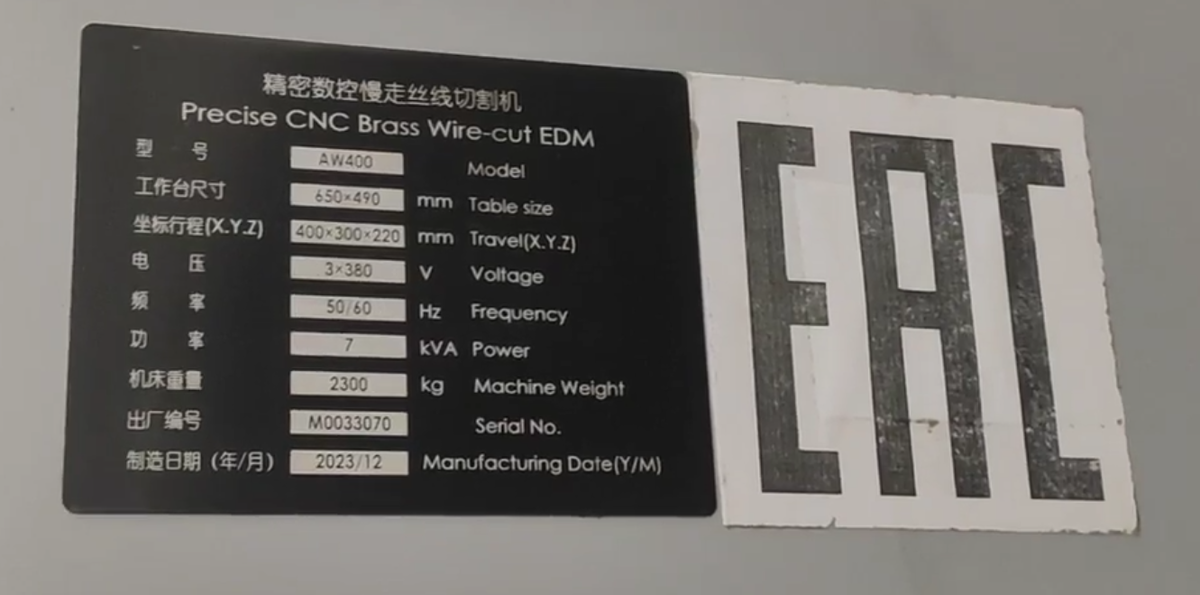 精密数控慢走丝线切割机
Precise CNC Brass Wire-cut EDM
型 号 AW400 Model
工作台尺寸 650×490 mm Table size
坐标行程(X.Y.Z) 400×300×220 mm Travel(X.Y.Z)
电 压 3×380 V Voltage
频 率 50/60 Hz Frequency
功 率 7 kVA Power
机床重量 2300 kg Machine Weight
出厂编号 M0033070 Serial No.
制造日期（年/月） 2023/12 Manufacturing Date(Y/M)
EAC